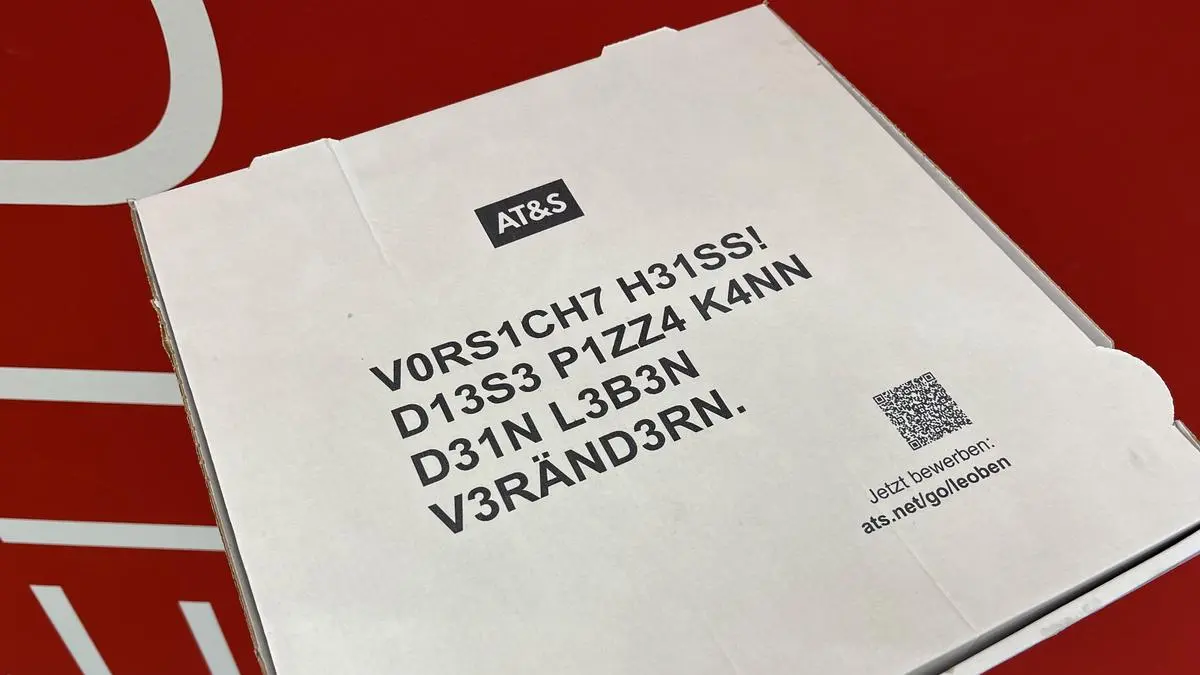 AT&S
V0RS1CH7 H31SS!
D13S3 P1ZZ4 K4NN
D31N L3B3N
V3RÄND3RN.
Jetzt bewerben:
ats.net/go/leoben